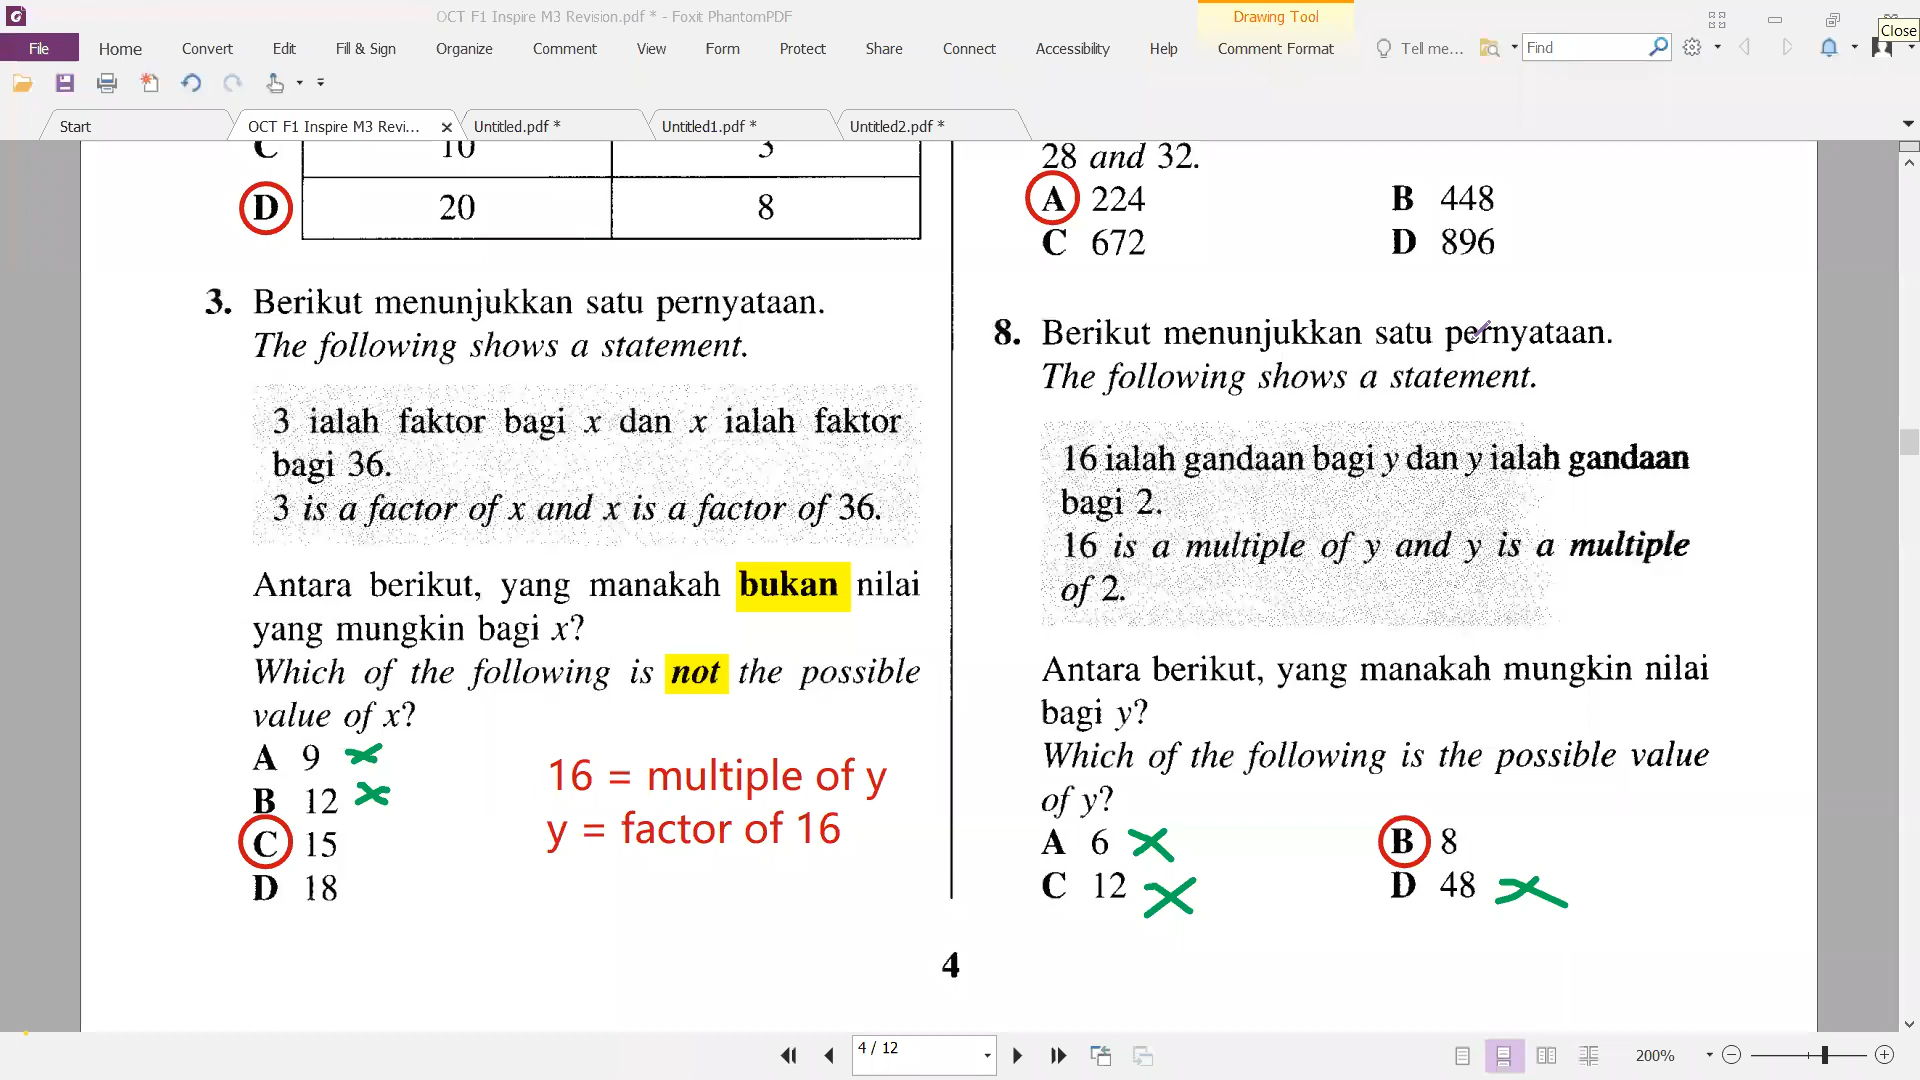 OCT F1 Inspire M3 Revision.pdf * - Foxit PhantomPDF
Drawing Tool
Close
File Home Convert Edit Fill & Sign Organize Comment View Form Protect Share Connect Accessibility Help Comment Format Tell me... Find
Start
OCT F1 Inspire M3 Revi...
Untitled.pdf *
Untitled1.pdf *
Untitled2.pdf *
C 10 3
D 20 8
3. Berikut menunjukkan satu pernyataan.
The following shows a statement.
3 ialah faktor bagi x dan x ialah faktor
bagi 36.
3 is a factor of x and x is a factor of 36.
Antara berikut, yang manakah bukan nilai
yang mungkin bagi x?
Which of the following is not the possible
value of x?
A 9
B 12
C 15
D 18
16 = multiple of y
y = factor of 16
28 and 32.
A 224 B 448
C 672 D 896
8. Berikut menunjukkan satu pernyataan.
The following shows a statement.
16 ialah gandaan bagi y dan y ialah gandaan
bagi 2.
16 is a multiple of y and y is a multiple
of 2.
Antara berikut, yang manakah mungkin nilai
bagi y?
Which of the following is the possible value
of y?
A 6 B 8
C 12 D 48
4
4 / 12
200%